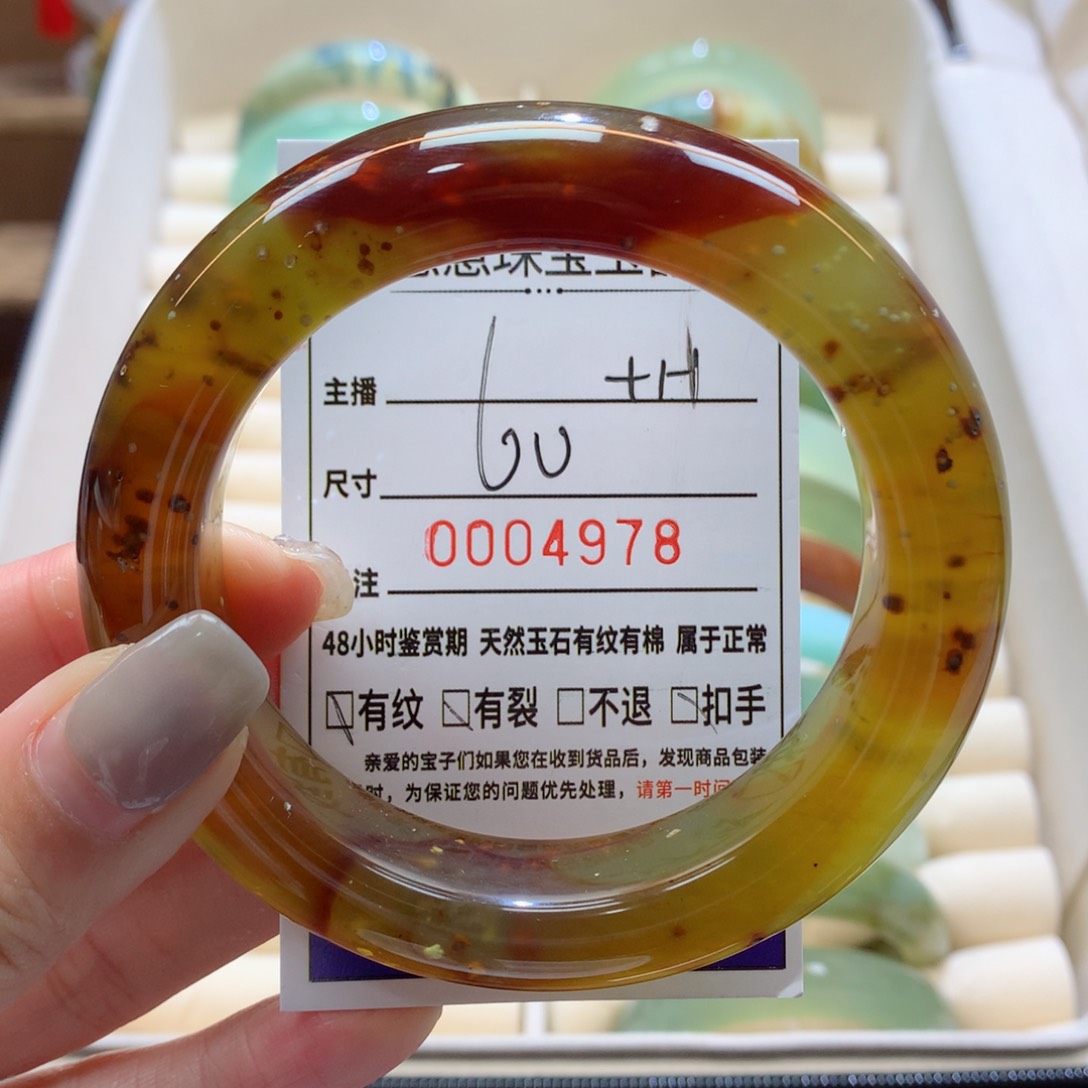 珠宝玉
主播
尺寸 60
注 0004978
48小时鉴赏期 天然玉石有纹有棉 属于正常
有纹 有裂 不退 扣手
亲爱的宝子们如果您在收到货品后，发现商品包装
时，为保证您的问题优先处理，请第一时间